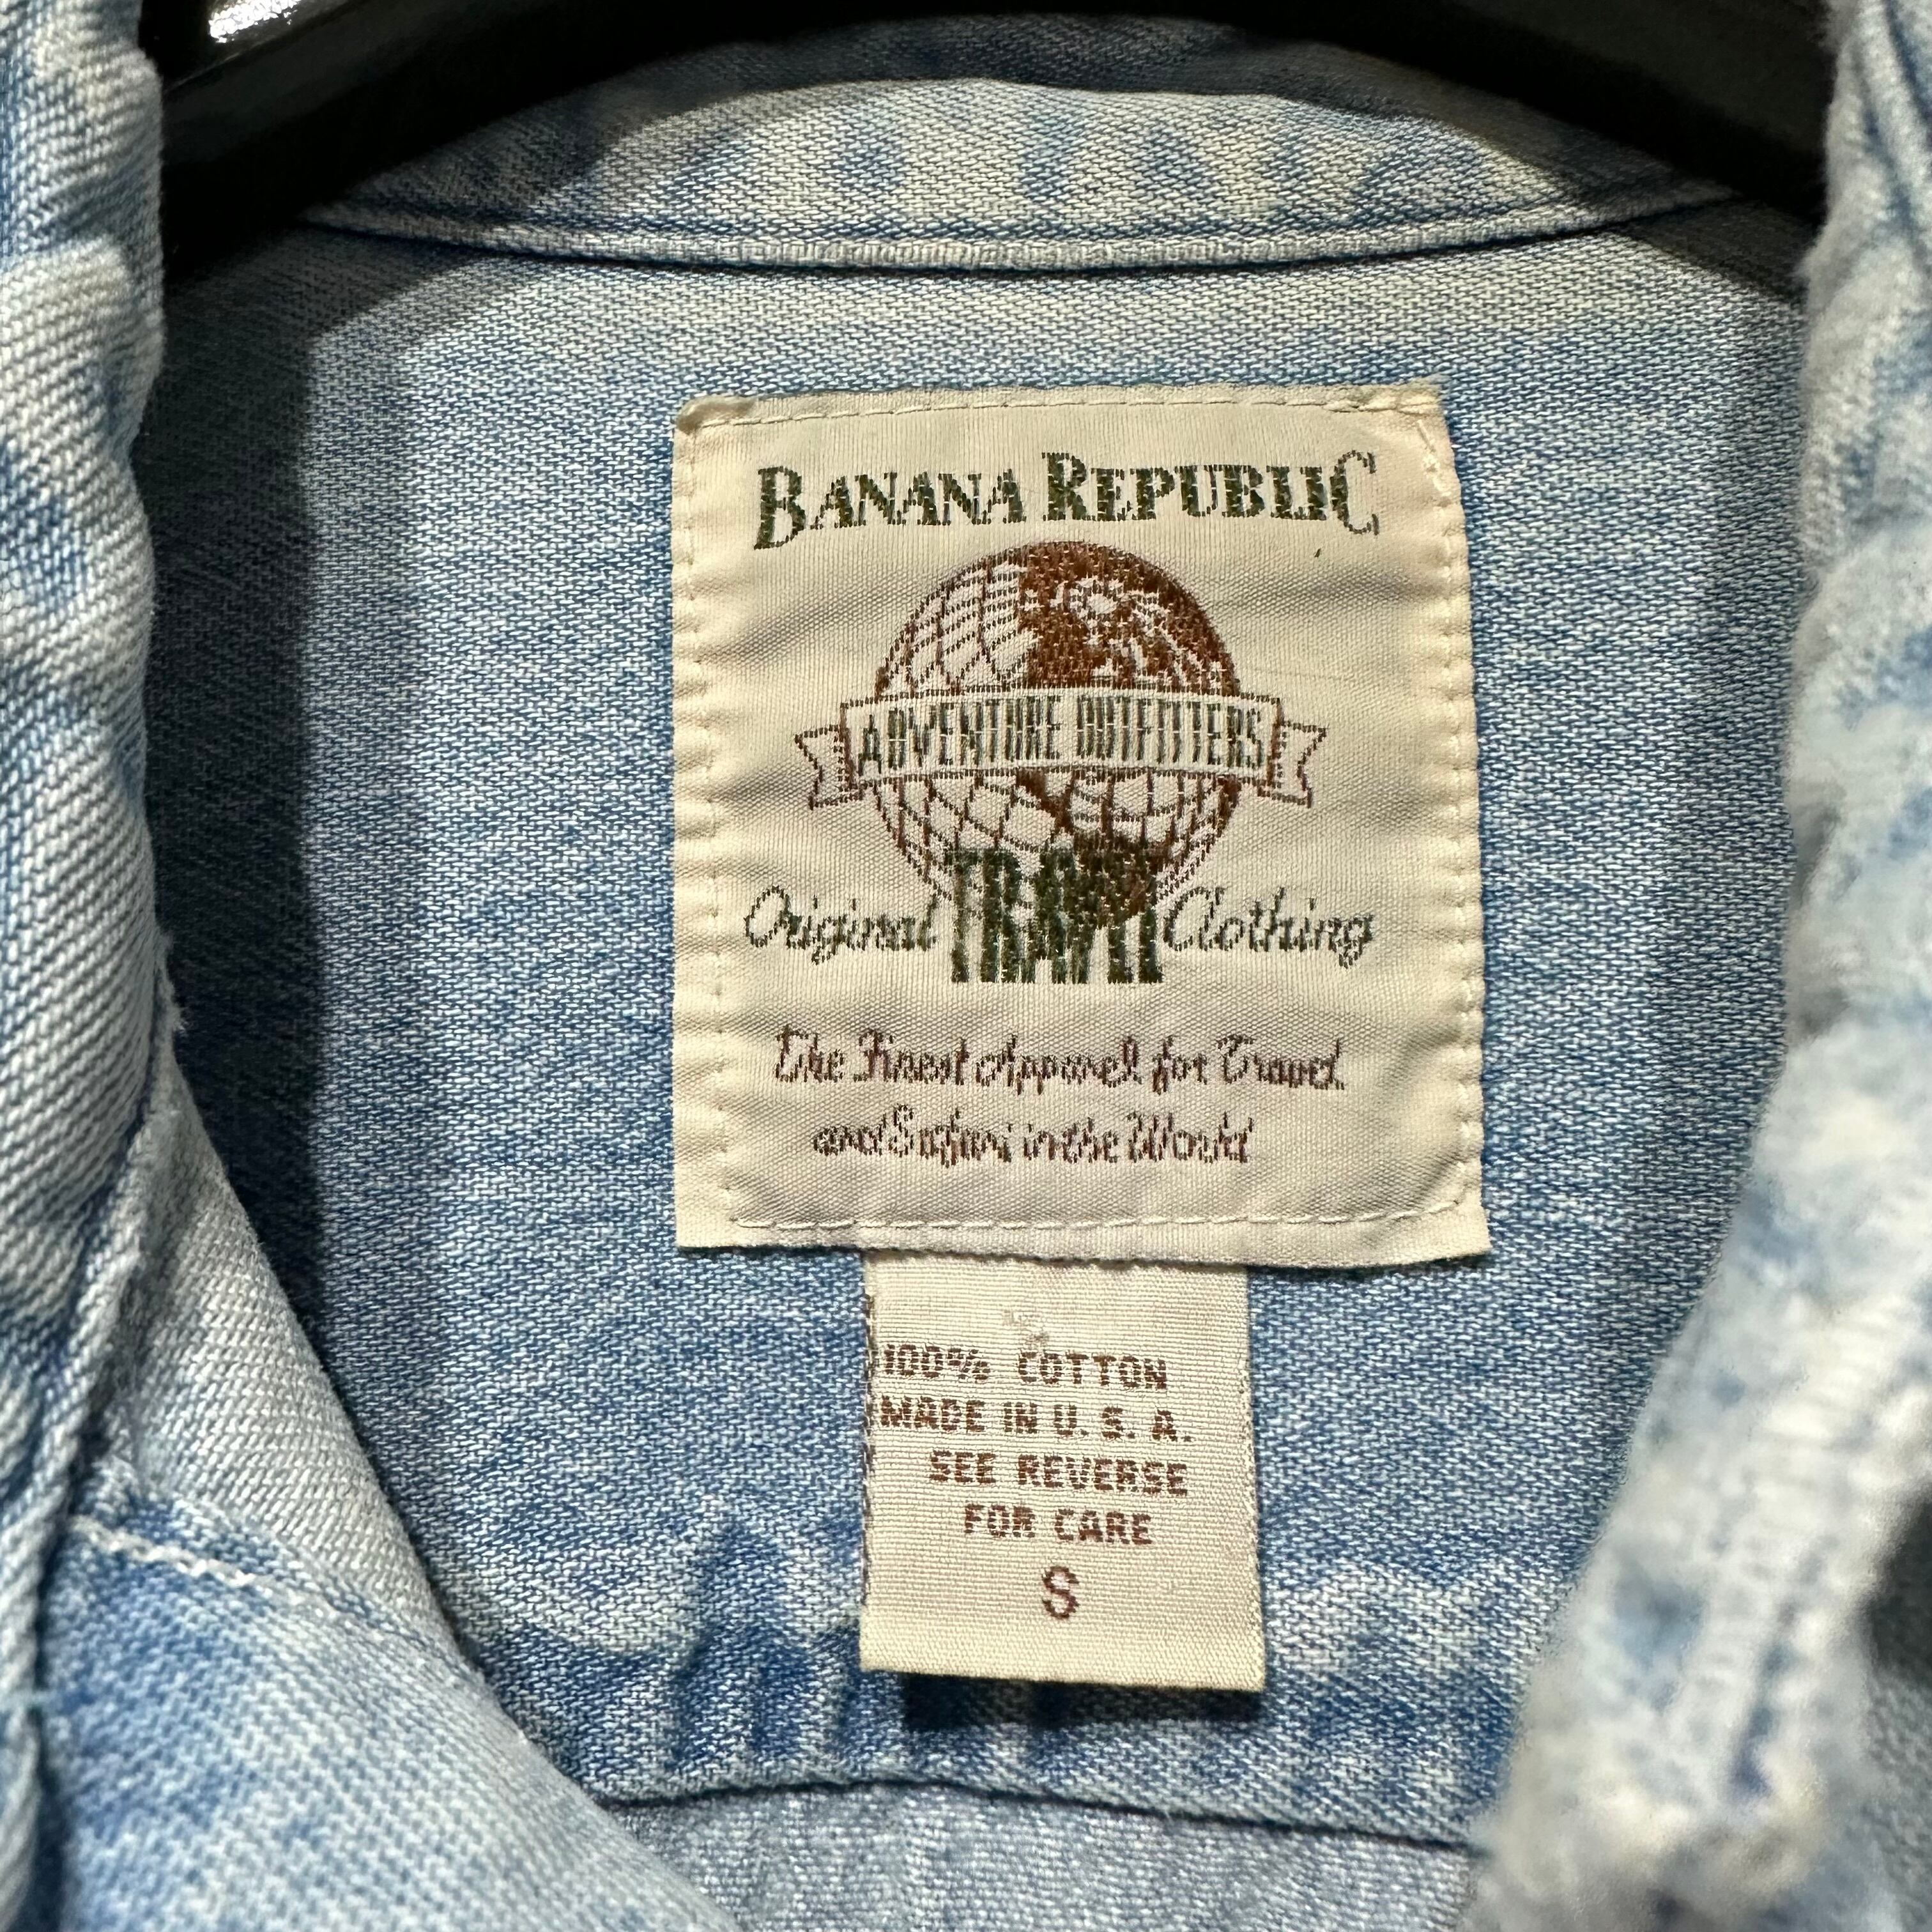 BANANA REPUBLIC
ADVENTURE OUTFITTERS
Original TRAVEL Clothing
The Finest Apparel for Travel
and Safari in the World
100% COTTON
MADE IN U. S. A.
SEE REVERSE
FOR CARE
S